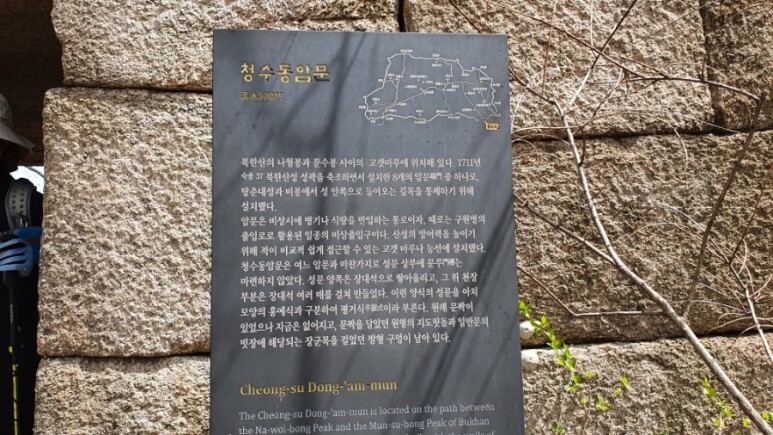 청수동암문
淸水洞暗門
북한산의 나월봉과 문수봉 사이의 고갯마루에 위치해 있다. 1711년
숙종 37 북한산성 성곽을 축조하면서 설치한 8개의 암문暗門 중 하나로,
탕춘대성과 비봉에서 성 안쪽으로 들어오는 길목을 통제하기 위해
설치했다.
암문은 비상시에 병기나 식량을 반입하는 통로이자, 때로는 구원병의
출입로로 활용된 일종의 비상출입구이다. 산성의 방어력을 높이기
위해 적이 비교적 쉽게 접근할 수 있는 고갯마루나 능선에 설치했다.
청수동암문은 여느 암문과 마찬가지로 성문 상부에 문루門樓는
마련하지 않았다. 성문 양쪽은 장대석으로 쌓아올리고, 그 위 천장
부분은 장대석 여러 매를 걸쳐 만들었다. 이런 양식의 성문을 아치
모양의 홍예식과 구분하여 평거식平据式이라 부른다. 원래 문짝이
있었으나 지금은 없어지고, 문짝을 달았던 원형의 지도릿돌과 일반문의
빗장에 해당되는 장군목을 걸었던 방형 구멍이 남아 있다.
Cheong-su Dong-'am-mun
The Cheong-su Dong-'am-mun is located on the path between
the Na-wol-bong Peak and the Mun-su-bong Peak of Bukhan